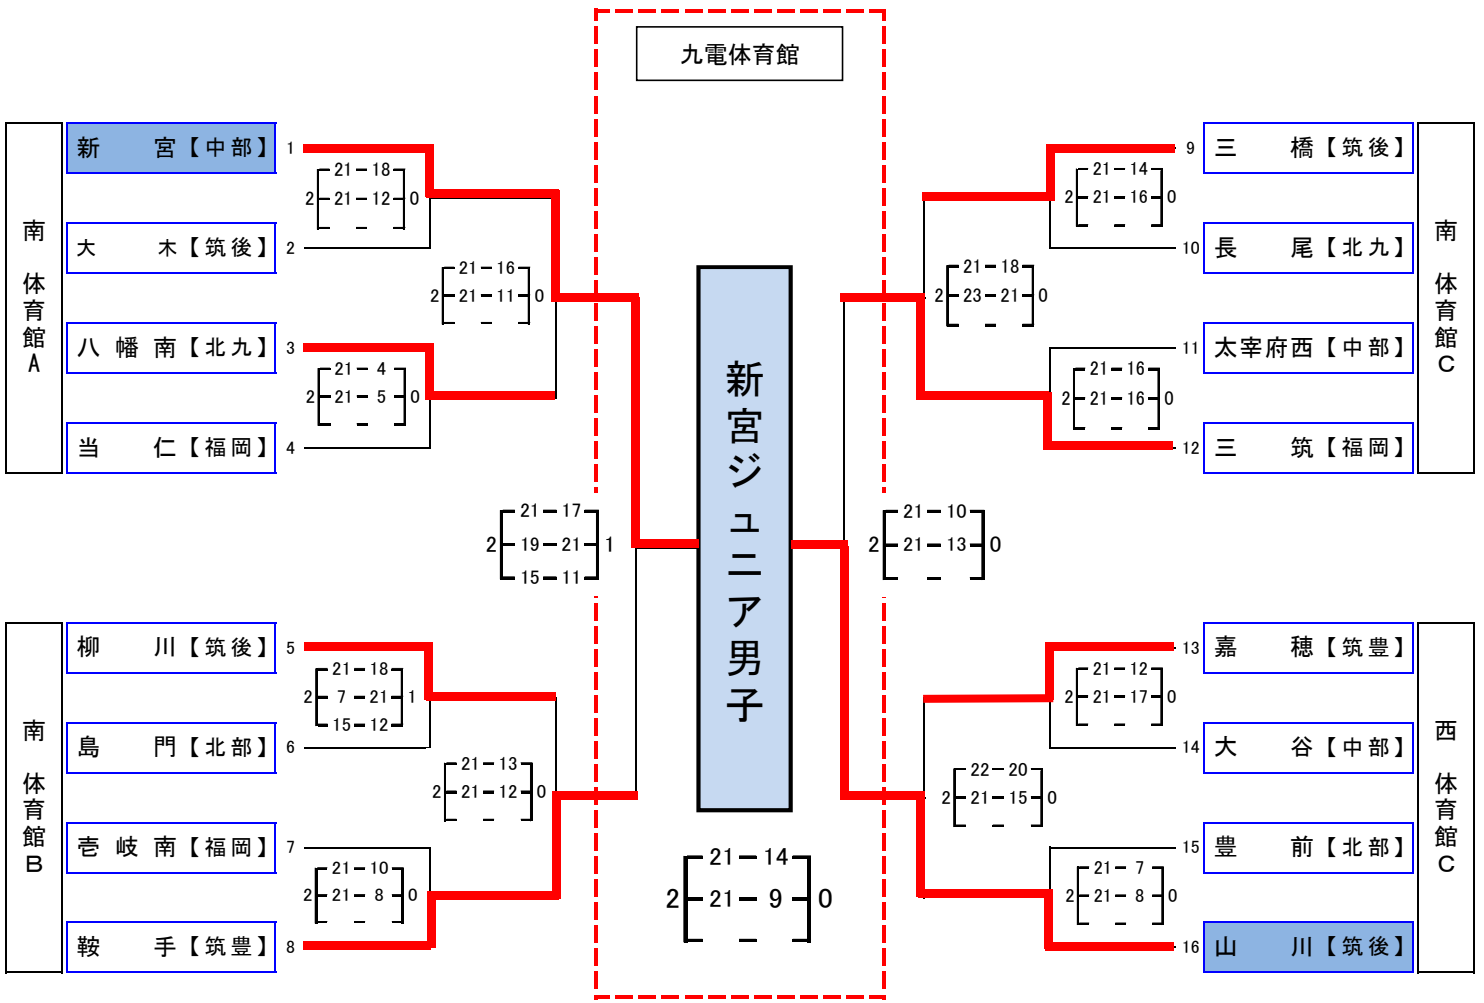 九電体育館
南体育館A
新宮【中部】 1
21-18
2 21-12 0
-
大木【筑後】 2
21-16
2 21-11 0
-
八幡南【北九】 3
21-4
2 21-5 0
-
当仁【福岡】 4
21-17
2 19-21 1
15-11
南体育館B
柳川【筑後】 5
21-18
2 7-21 1
15-12
島門【北部】 6
21-13
2 21-12 0
-
壱岐南【福岡】 7
21-10
2 21-8 0
-
鞍手【筑豊】 8
新宮ジュニア男子
21-14
2 21-9 0
-
南体育館C
9 三橋【筑後】
21-14
2 21-16 0
-
10 長尾【北九】
21-18
2 23-21 0
-
11 太宰府西【中部】
21-16
2 21-16 0
-
12 三筑【福岡】
21-10
2 21-13 0
-
西体育館C
13 嘉穂【筑豊】
21-12
2 21-17 0
-
14 大谷【中部】
22-20
2 21-15 0
-
15 豊前【北部】
21-7
2 21-8 0
-
16 山川【筑後】